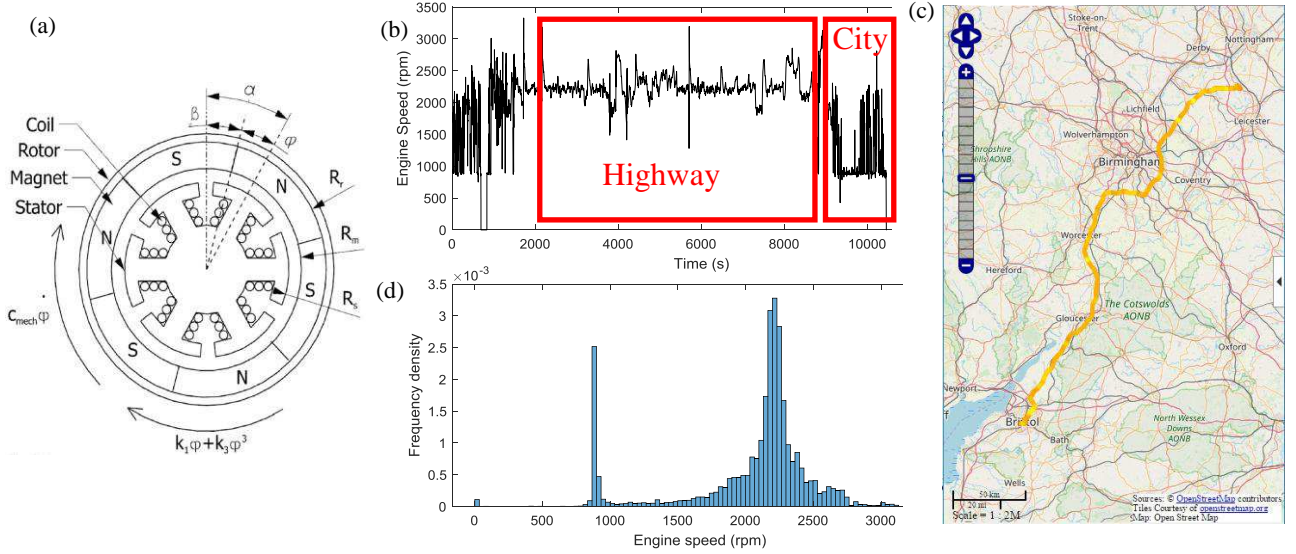 (a)
α
β
φ
Coil
Rotor
Magnet
Stator
S
N
N
S
S
N
R_r
R_m
R_s
c_mech φ̇
k₁φ+k₃φ³
(b)
3500
3000
2500
2000
1500
1000
500
0
Engine Speed (rpm)
Highway
City
0
2000
4000
6000
8000
10000
Time (s)
(d)
×10⁻³
3.5
3
2.5
2
1.5
1
0.5
0
Frequency density
0
500
1000
1500
2000
2500
3000
Engine speed (rpm)
(c)
Stoke-on-
Trent
Nottingham
Derby
Lichfield
Leicester
Wolverhampton
Shropshire
Hills AONB
Birmingham
Coventry
Worcester
Hereford
The Cotswolds
AONB
Gloucester
Oxford
Newport
ff
Bristol
Bath
North Wessex
Downs
AONB
Wells
50 km
20 mi
Scale = 1 : 2M
Sources: © OpenStreetMap contributors
Tiles Courtesy of openstreetmap.org
Map: Open Street Map